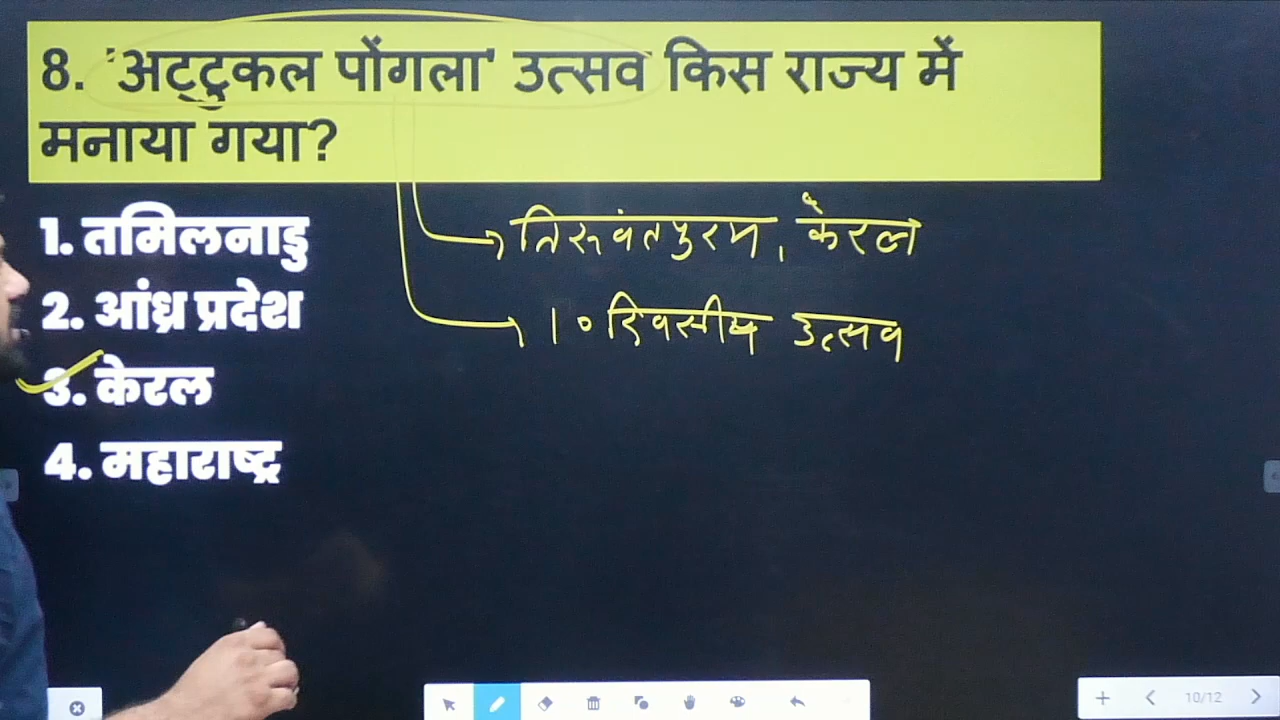 8. 'अट्टुकल पोंगला' उत्सव किस राज्य में
मनाया गया?
1. तमिलनाडु
2. आंध्र प्रदेश
3. केरल
4. महाराष्ट्र
तिरुवंतपुरम, केरल
10 दिवसीय उत्सव
10/12